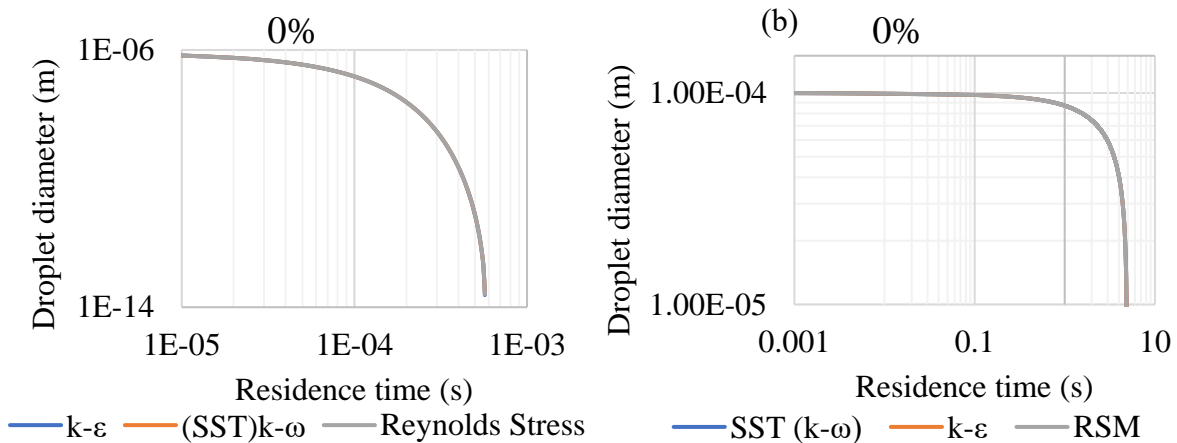 0%
1E-06
1E-14
Droplet diameter (m)
1E-05 1E-04 1E-03
Residence time (s)
k-ε (SST)k-ω Reynolds Stress
(b) 0%
1.00E-04
1.00E-05
Droplet diameter (m)
0.001 0.1 10
Residence time (s)
SST (k-ω) k-ε RSM